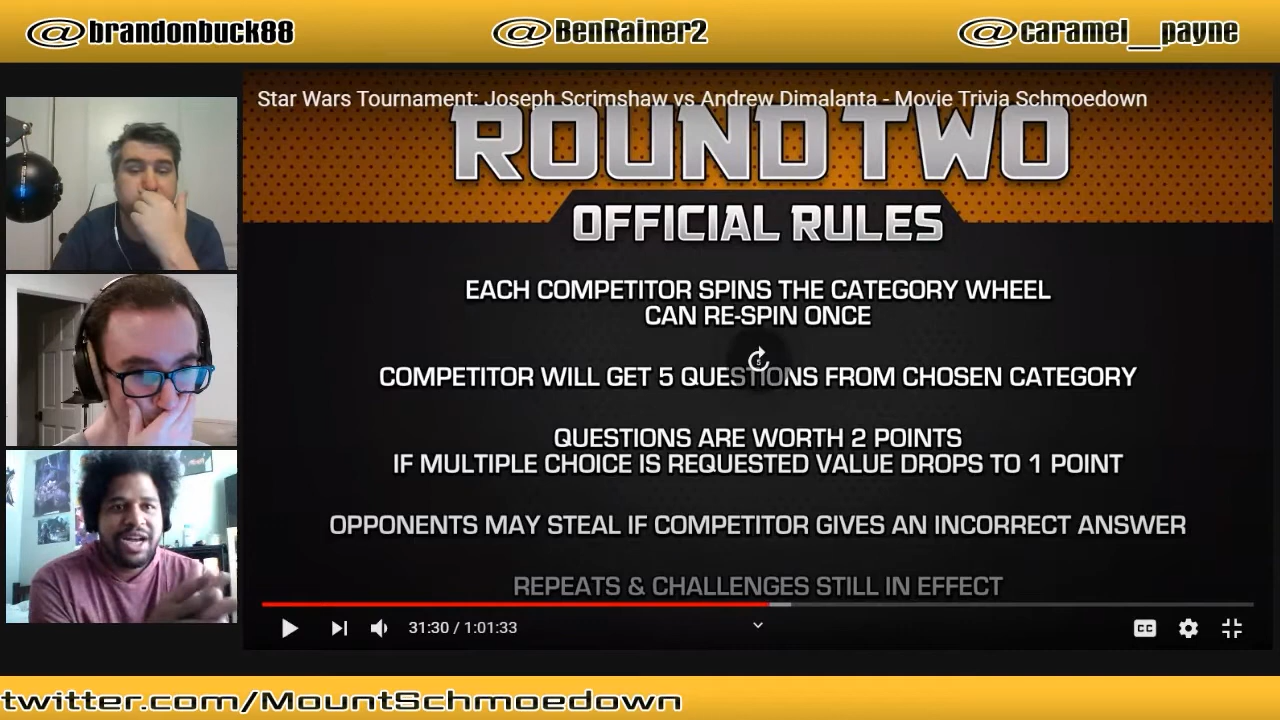 @brandonbuck88
@BenRainer2
@caramel__payne
Star Wars Tournament: Joseph Scrimshaw vs Andrew Dimalanta - Movie Trivia Schmoedown
ROUND TWO
OFFICIAL RULES
EACH COMPETITOR SPINS THE CATEGORY WHEEL
CAN RE-SPIN ONCE
COMPETITOR WILL GET 5 QUESTIONS FROM CHOSEN CATEGORY
QUESTIONS ARE WORTH 2 POINTS
IF MULTIPLE CHOICE IS REQUESTED VALUE DROPS TO 1 POINT
OPPONENTS MAY STEAL IF COMPETITOR GIVES AN INCORRECT ANSWER
REPEATS & CHALLENGES STILL IN EFFECT
31:30 / 1:01:33
CC
twitter.com/MountSchmoedown